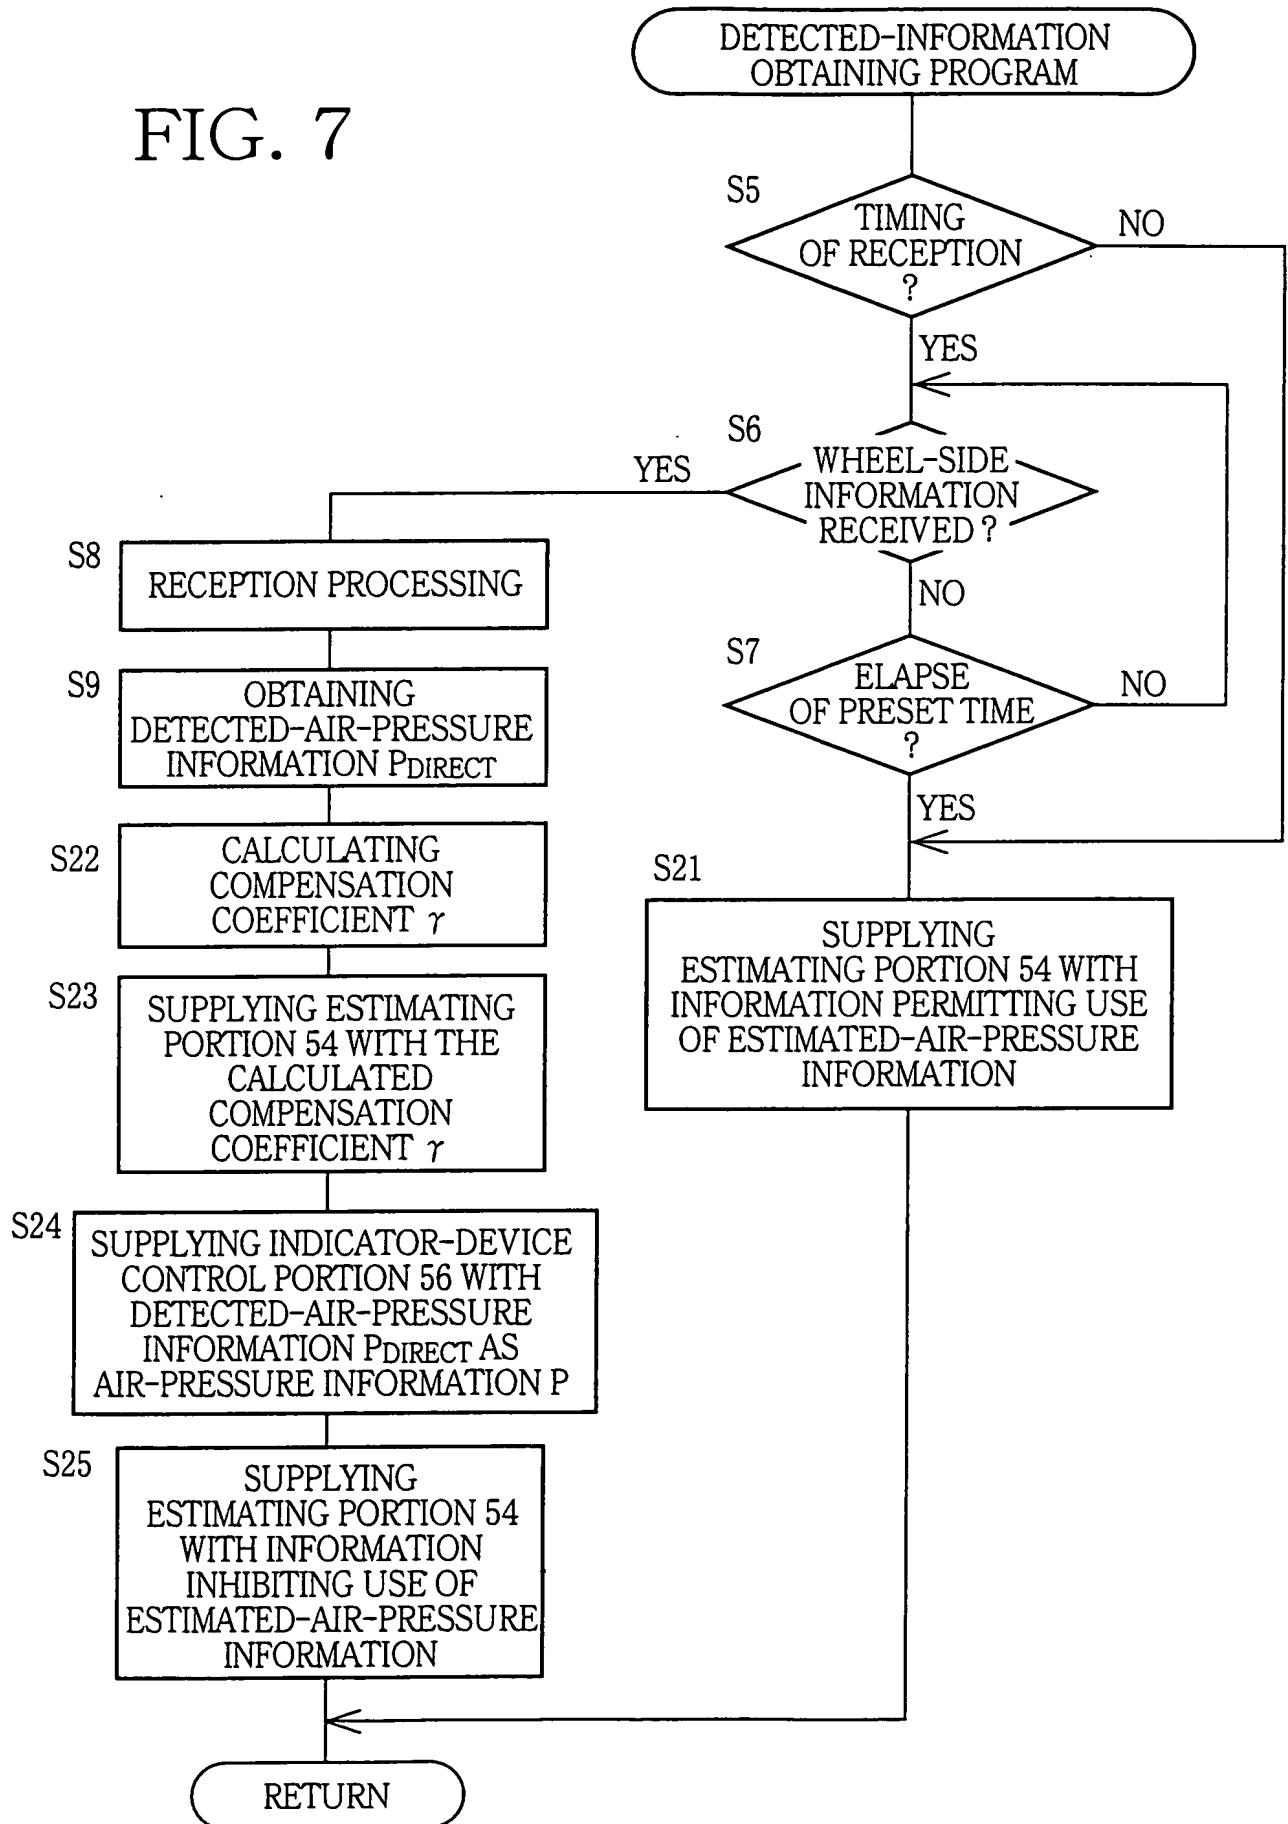 FIG. 7
DETECTED-INFORMATION
OBTAINING PROGRAM
S5
TIMING
OF RECEPTION
?
NO
YES
S6
WHEEL-SIDE
INFORMATION
RECEIVED ?
YES
NO
S7
ELAPSE
OF PRESET TIME
?
NO
YES
S21
SUPPLYING
ESTIMATING PORTION 54 WITH
INFORMATION PERMITTING USE
OF ESTIMATED-AIR-PRESSURE
INFORMATION
S8
RECEPTION PROCESSING
S9
OBTAINING
DETECTED-AIR-PRESSURE
INFORMATION PDIRECT
S22
CALCULATING
COMPENSATION
COEFFICIENT γ
S23
SUPPLYING ESTIMATING
PORTION 54 WITH THE
CALCULATED
COMPENSATION
COEFFICIENT γ
S24
SUPPLYING INDICATOR-DEVICE
CONTROL PORTION 56 WITH
DETECTED-AIR-PRESSURE
INFORMATION PDIRECT AS
AIR-PRESSURE INFORMATION P
S25
SUPPLYING
ESTIMATING PORTION 54
WITH INFORMATION
INHIBITING USE OF
ESTIMATED-AIR-PRESSURE
INFORMATION
RETURN